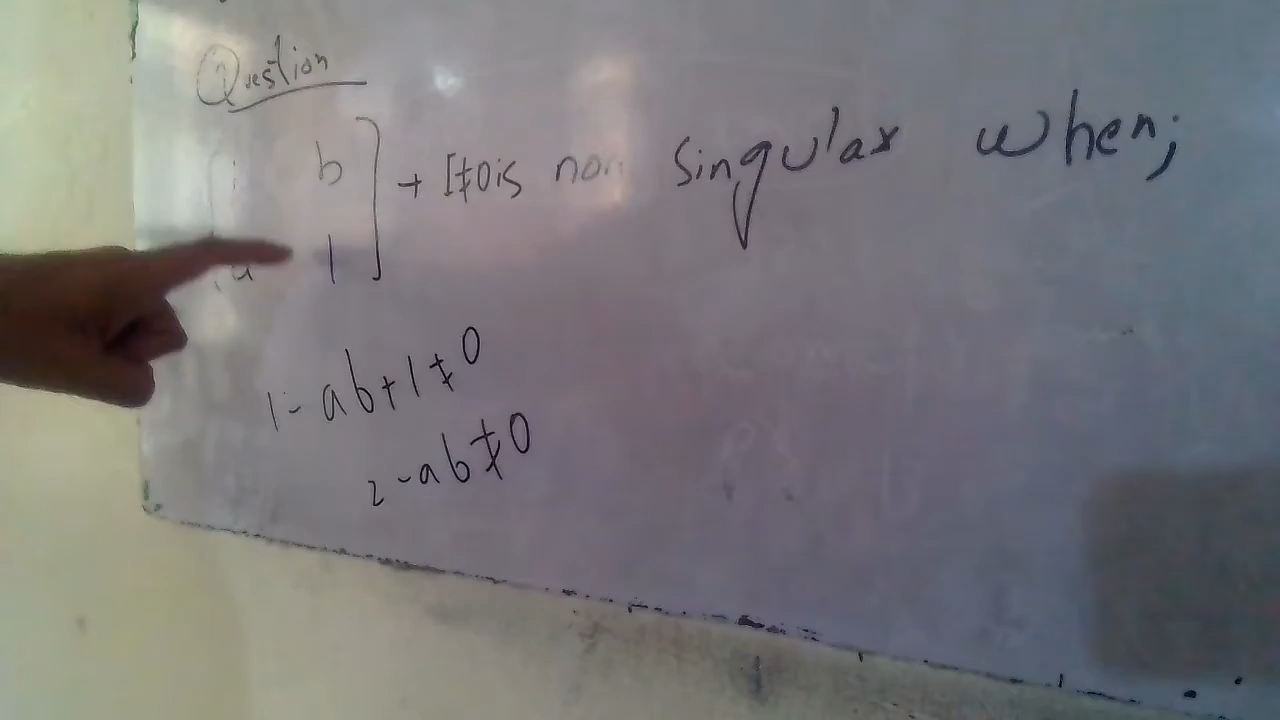 Question
[ i b ] + I≠0 is non singular when;
[ a 1 ]
1 - ab + 1 ≠ 0
2 - ab ≠ 0